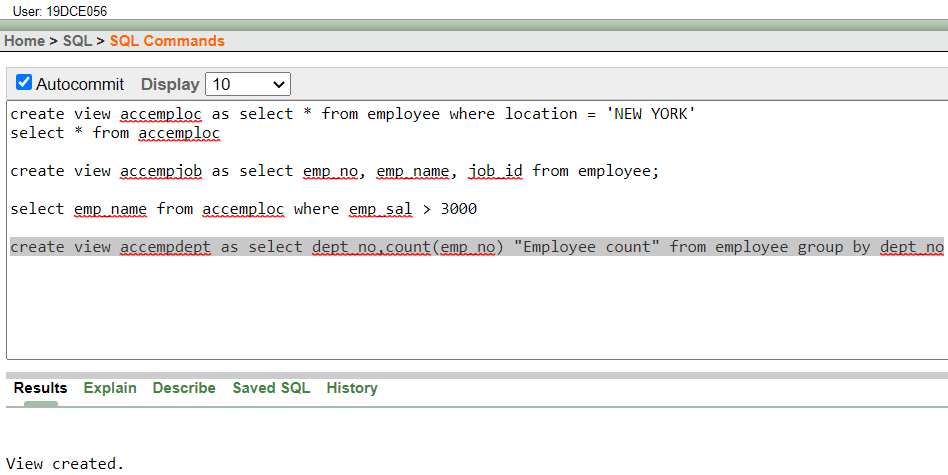 User: 19DCE056
Home > SQL > SQL Commands
Autocommit Display 10
create view accemploc as select * from employee where location = 'NEW YORK'
select * from accemploc
create view accempjob as select emp_no, emp_name, job_id from employee;
select emp_name from accemploc where emp_sal > 3000
create view accempdept as select dept_no,count(emp_no) "Employee count" from employee group by dept_no
Results Explain Describe Saved SQL History
View created.